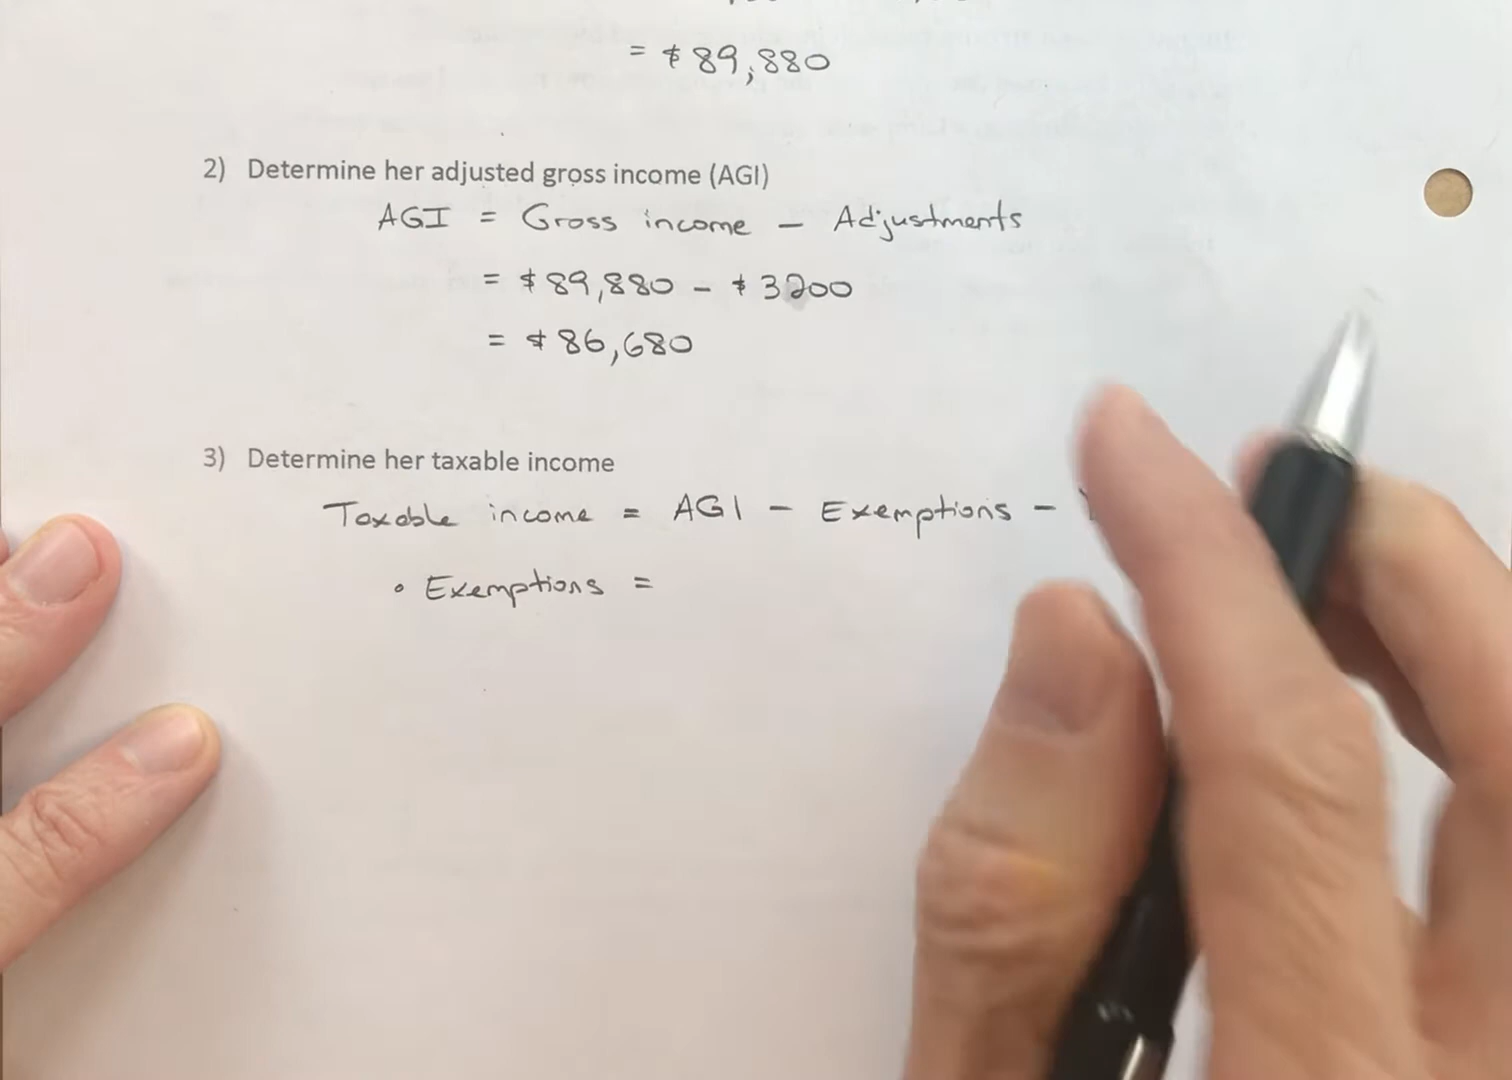 = $89,880
2) Determine her adjusted gross income (AGI)
AGI = Gross income - Adjustments
= $89,880 - $3200
= $86,680
3) Determine her taxable income
Taxable income = AGI - Exemptions -
• Exemptions =